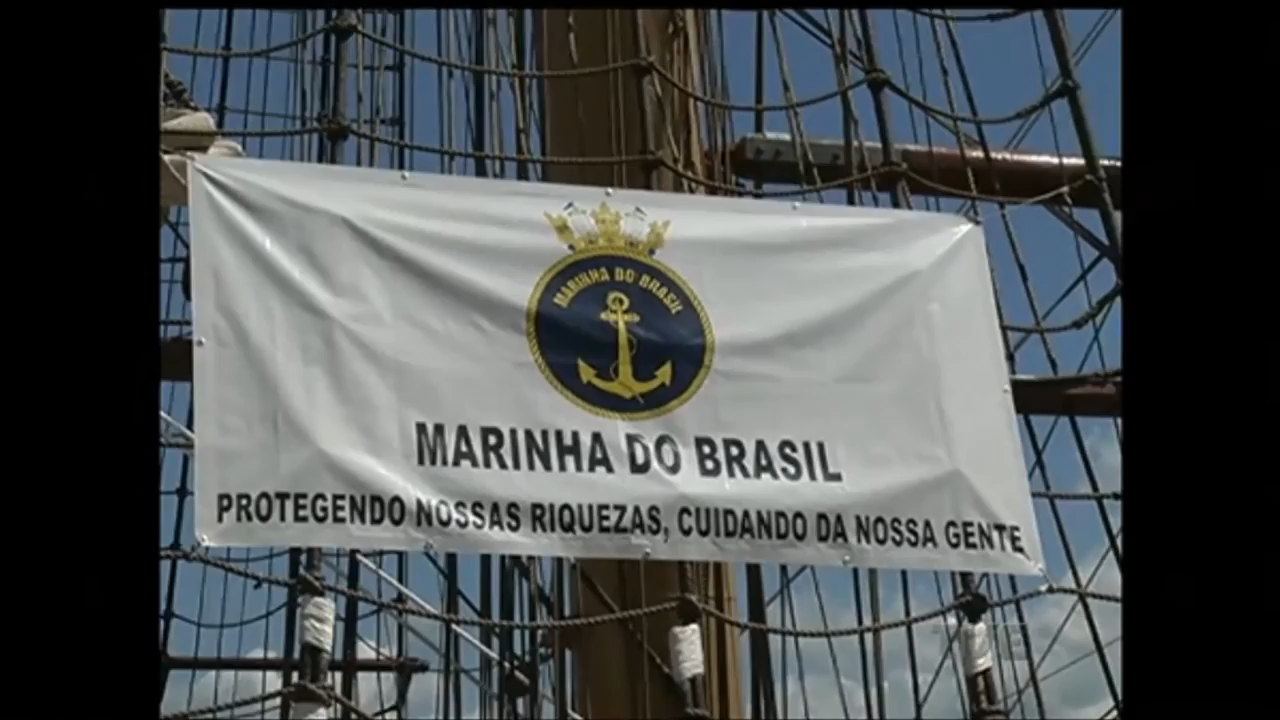 MARINHA DO BRASIL
MARINHA DO BRASIL
PROTEGENDO NOSSAS RIQUEZAS, CUIDANDO DA NOSSA GENTE